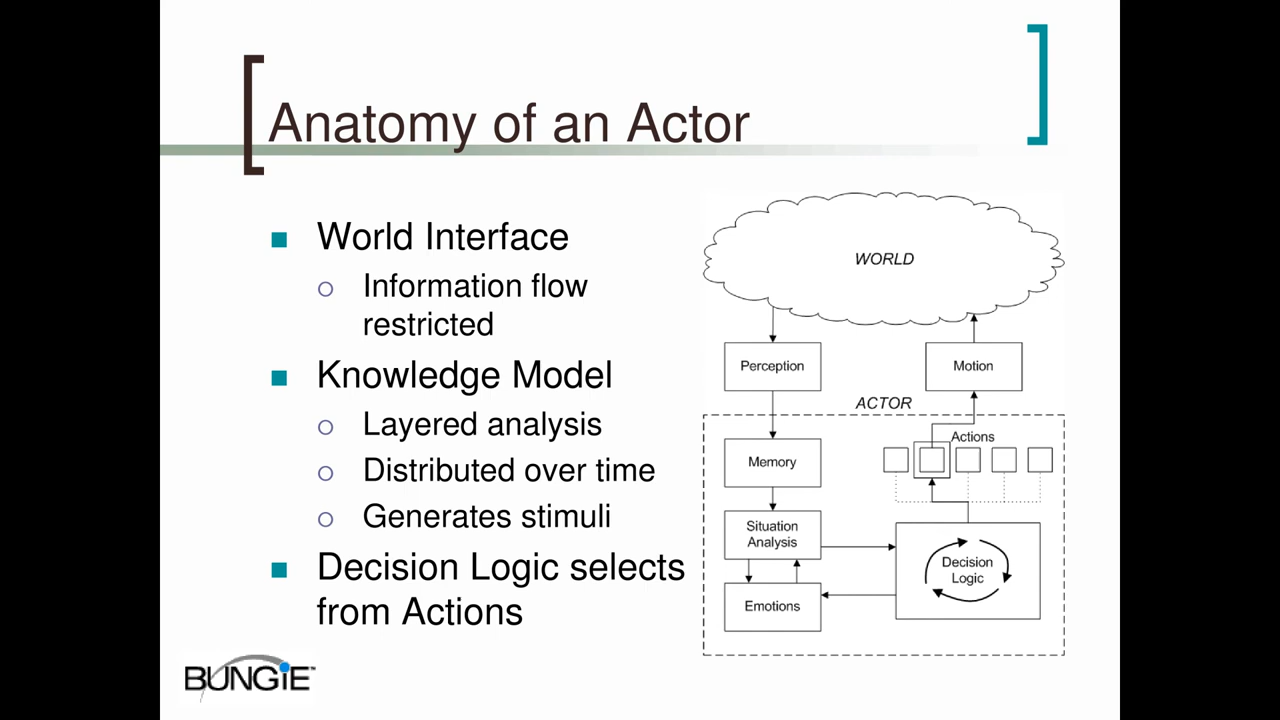 Anatomy of an Actor
World Interface
Information flow
restricted
Knowledge Model
Layered analysis
Distributed over time
Generates stimuli
Decision Logic selects
from Actions
WORLD
Perception
Motion
ACTOR
Memory
Actions
Situation
Analysis
Decision
Logic
Emotions
BUNGiE™